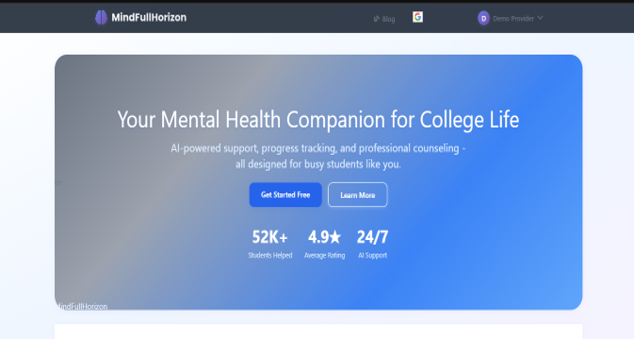 MindFullHorizon
Blog
G
D Demo Provider
Your Mental Health Companion for College Life
AI-powered support, progress tracking, and professional counseling -
all designed for busy students like you.
Get Started Free
Learn More
52K+ 4.9★ 24/7
Students Helped Average Rating AI Support
MindFullHorizon